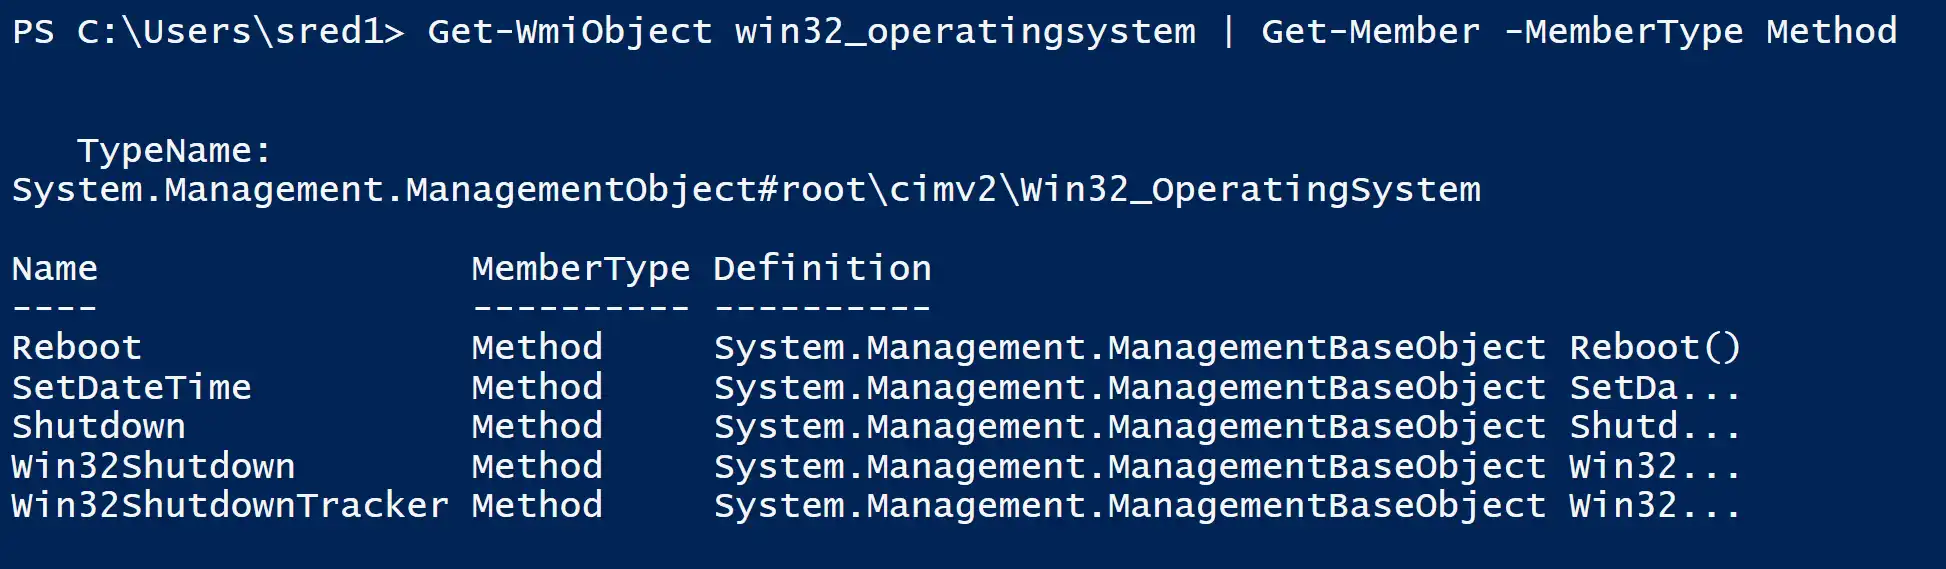 PS C:\Users\sred1> Get-WmiObject win32_operatingsystem | Get-Member -MemberType Method
TypeName:
System.Management.ManagementObject#root\cimv2\Win32_OperatingSystem
Name MemberType Definition
---- ---------- ----------
Reboot Method System.Management.ManagementBaseObject Reboot()
SetDateTime Method System.Management.ManagementBaseObject SetDa...
Shutdown Method System.Management.ManagementBaseObject Shutd...
Win32Shutdown Method System.Management.ManagementBaseObject Win32...
Win32ShutdownTracker Method System.Management.ManagementBaseObject Win32...